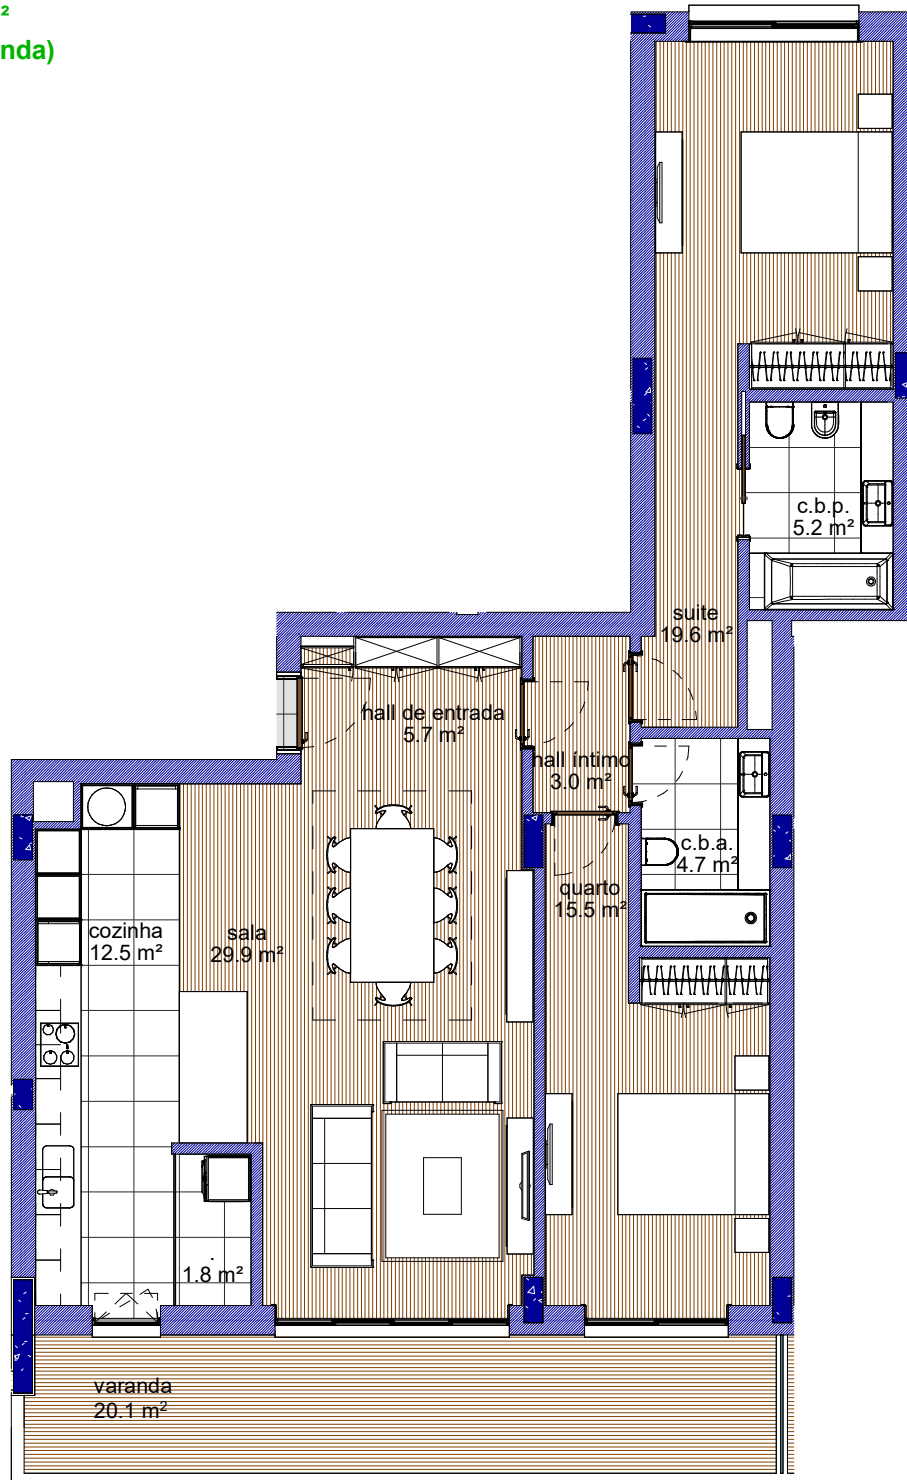 ²
nda)
c.b.p.
5.2 m²
suite
19.6 m²
hall de entrada
5.7 m²
hall íntimo
3.0 m²
c.b.a.
4.7 m²
quarto
15.5 m²
cozinha
12.5 m²
sala
29.9 m²
.
1.8 m²
varanda
20.1 m²